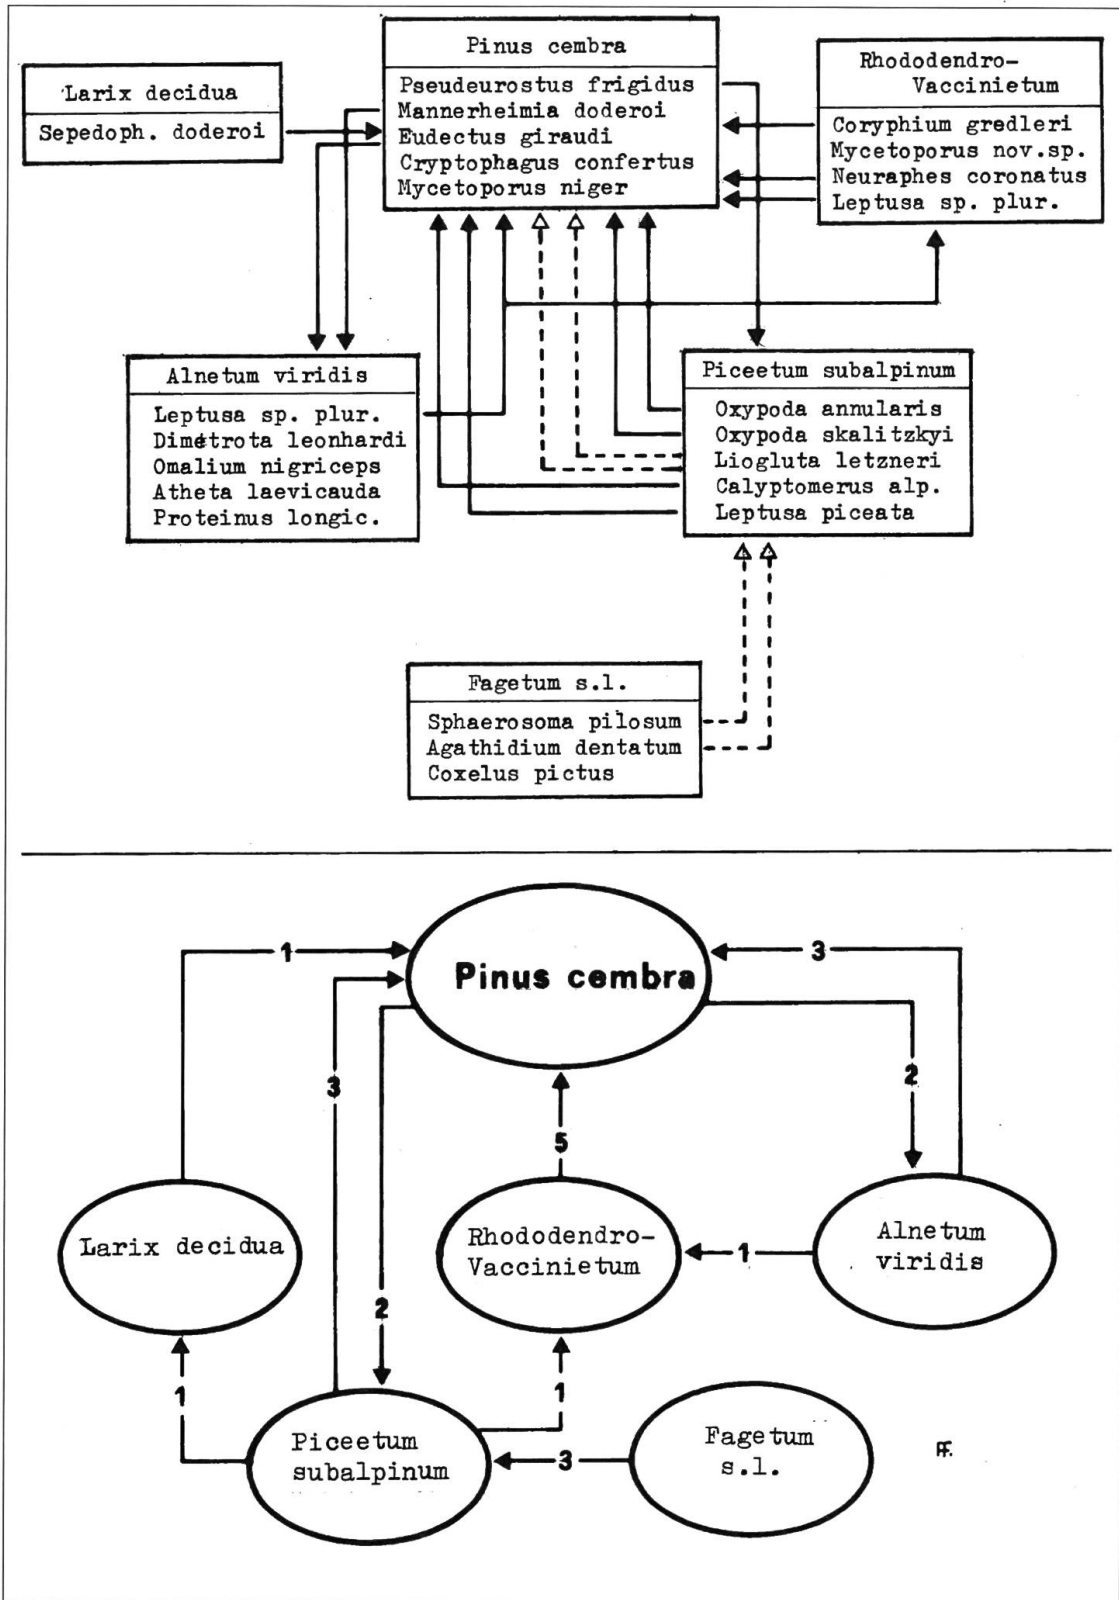 Pinus cembra
Pseudeurostus frigidus
Mannerheimia doderoi
Eudectus giraudi
Cryptophagus confertus
Mycetoporus niger
Larix decidua
Sepedoph. doderoi
Rhododendro-
Vaccinietum
Coryphium gredleri
Mycetoporus nov.sp.
Neuraphes coronatus
Leptusa sp. plur.
Alnetum viridis
Leptusa sp. plur.
Dimetrota leonhardi
Omalium nigriceps
Atheta laevicauda
Proteinus longic.
Piceetum subalpinum
Oxypoda annularis
Oxypoda skalitzkyi
Liogluta letzneri
Calyptomerus alp.
Leptusa piceata
Fagetum s.l.
Sphaerosoma pilosum
Agathidium dentatum
Coxelus pictus
1
3
Pinus cembra
3
2
5
Larix decidua
Rhododendro-
Vaccinietum
1
Alnetum
viridis
2
1
1
Piceetum
subalpinum
3
Fagetum
s.l.